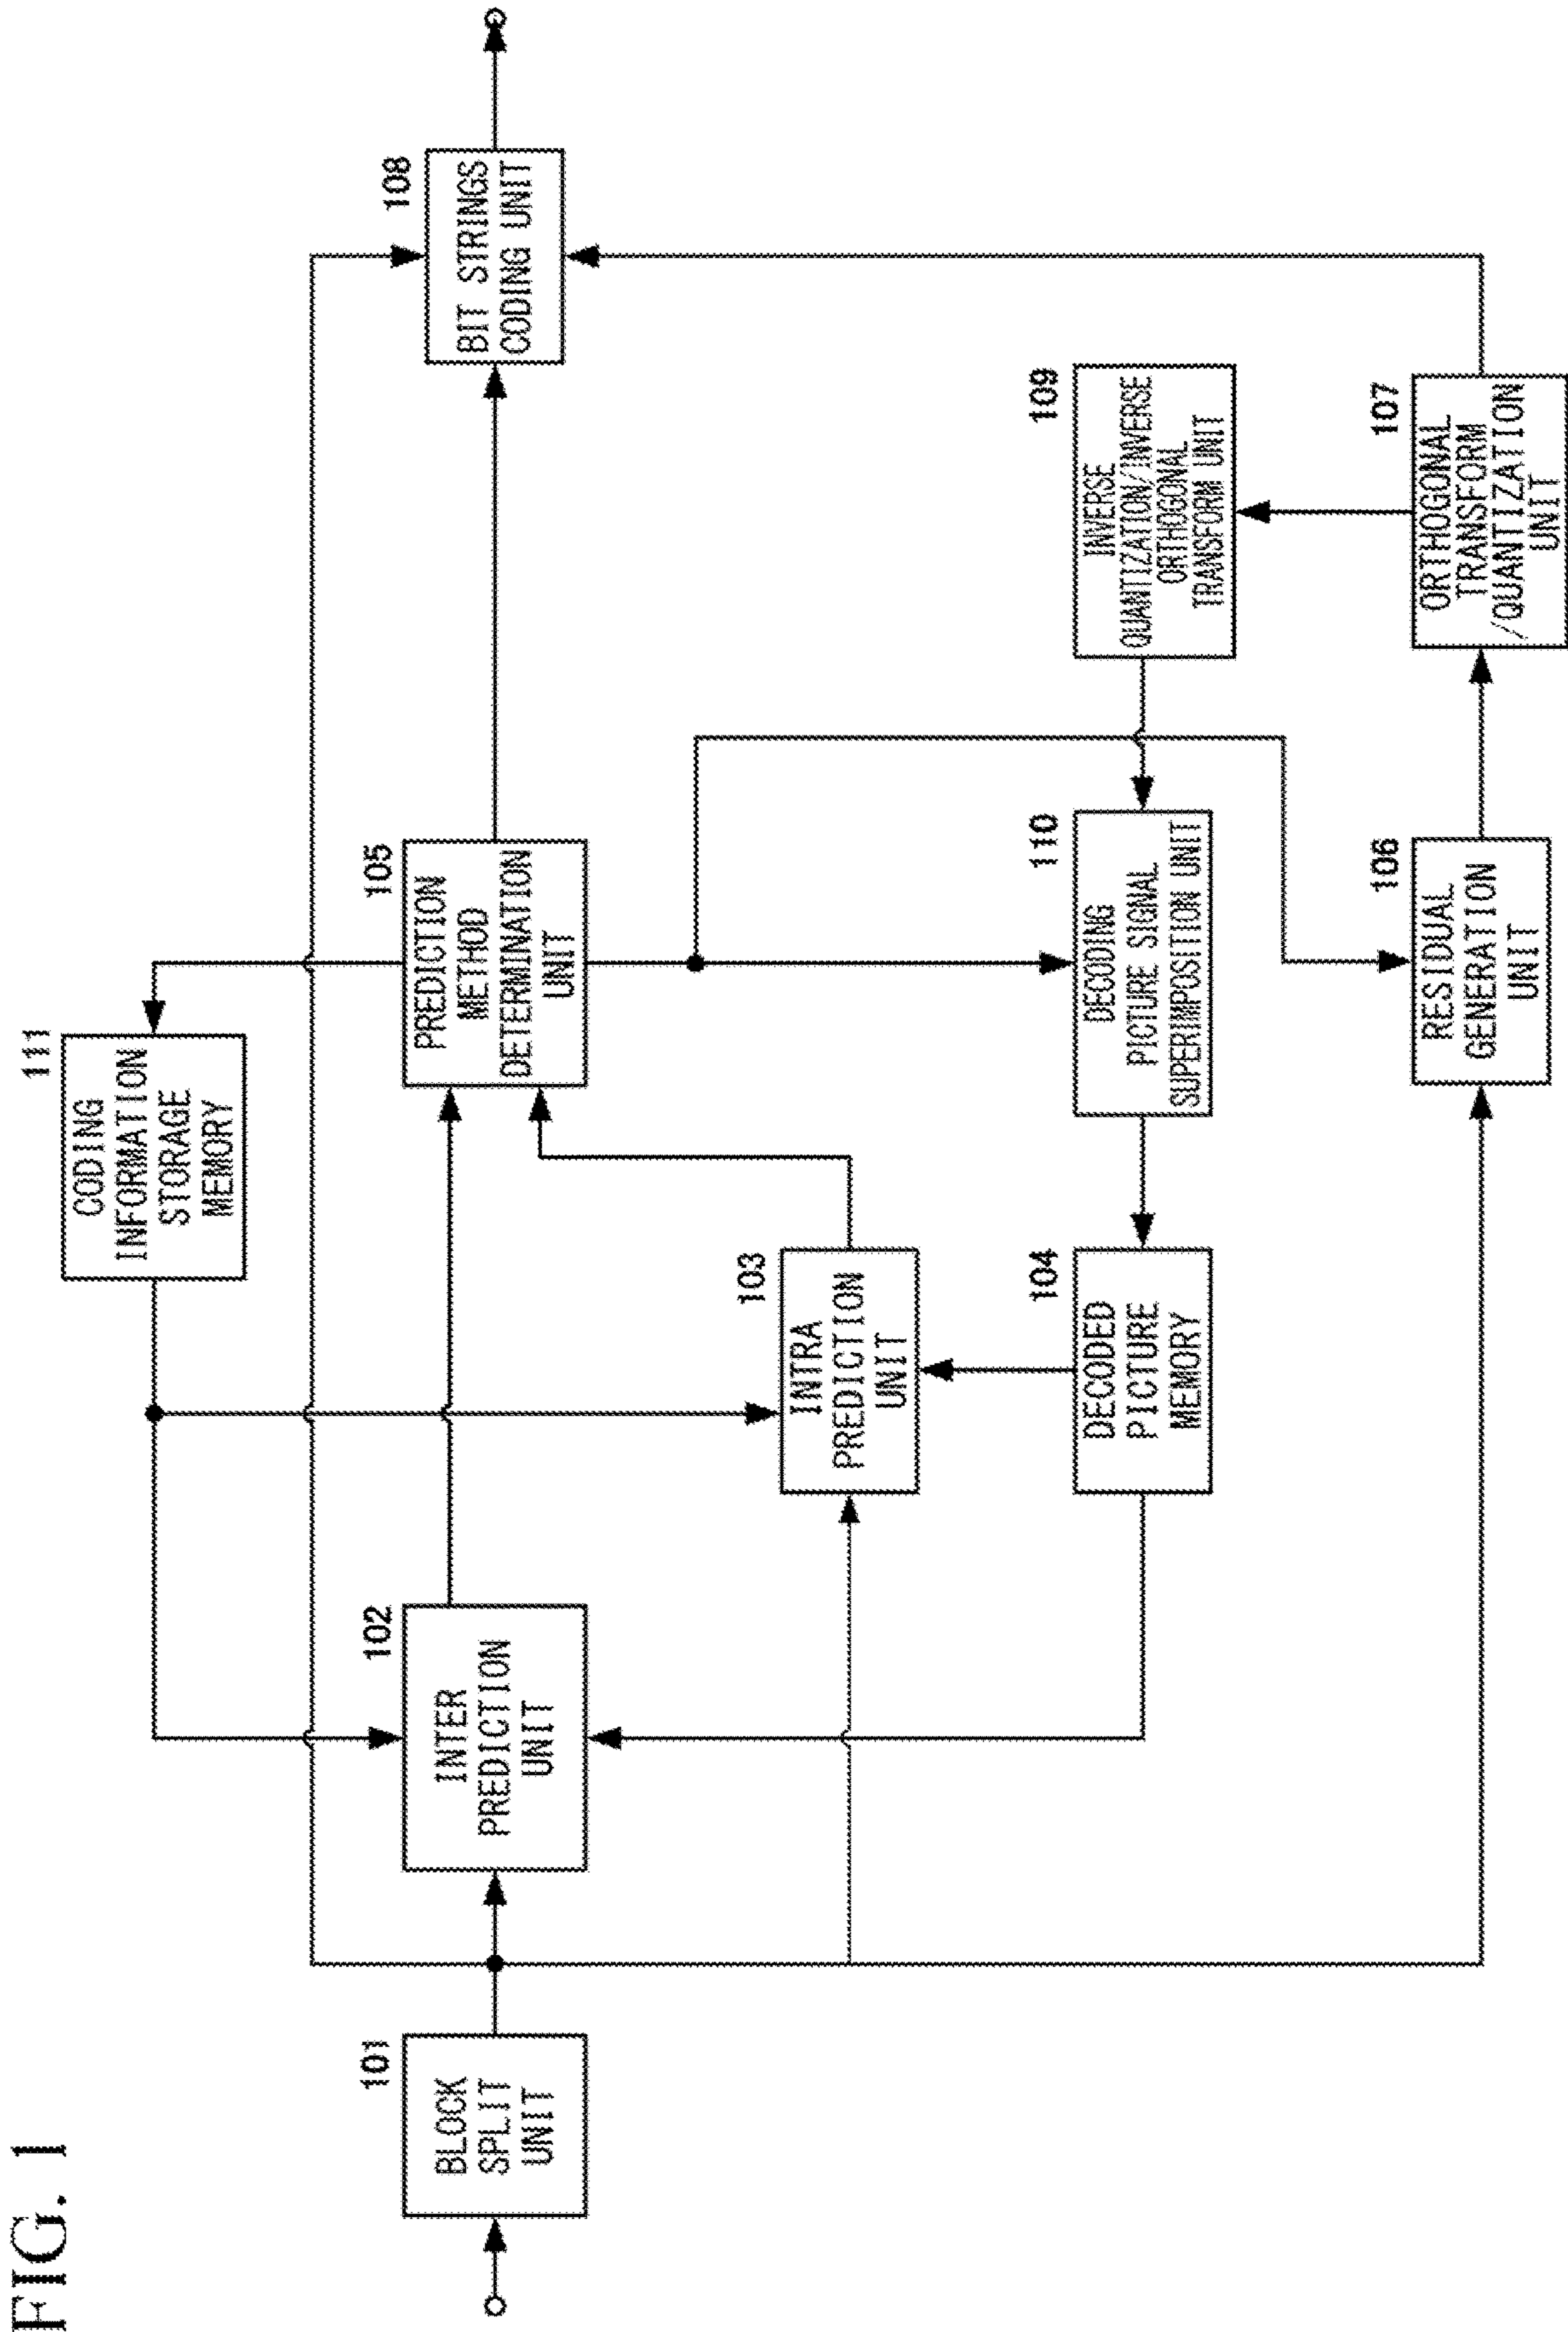 FIG. 1
111
CODING
INFORMATION
STORAGE
MEMORY
101
BLOCK
SPLIT
UNIT
102
INTER
PREDICTION
UNIT
105
PREDICTION
METHOD
DETERMINATION
UNIT
108
BIT STRINGS
CODING UNIT
103
INTRA
PREDICTION
UNIT
104
DECODED
PICTURE
MEMORY
110
DECODING
PICTURE SIGNAL
SUPERIMPOSITION UNIT
109
INVERSE
QUANTIZATION/INVERSE
ORTHOGONAL
TRANSFORM UNIT
106
RESIDUAL
GENERATION
UNIT
107
ORTHOGONAL
TRANSFORM
/QUANTIZATION
UNIT